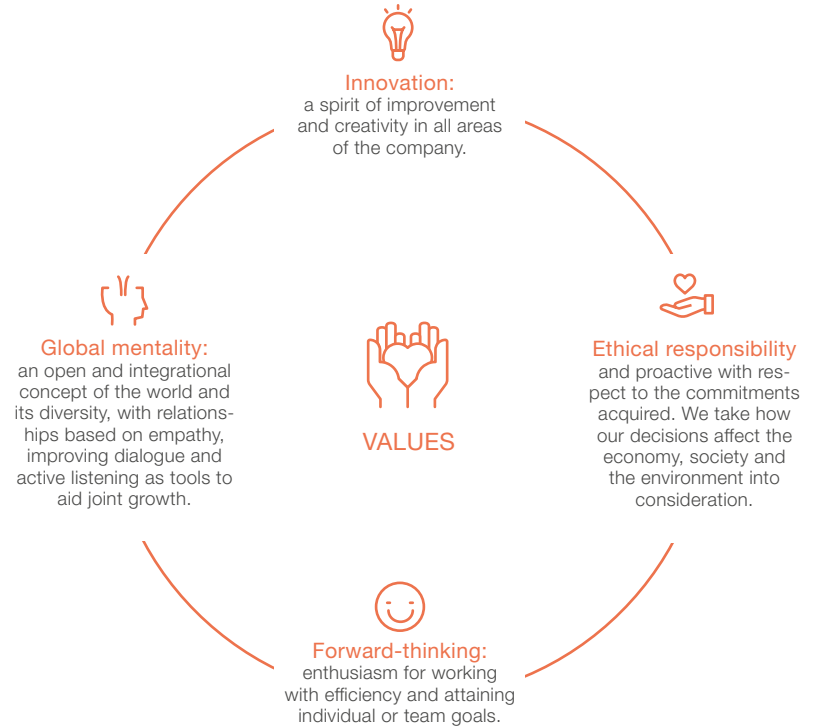 Innovation:
a spirit of improvement
and creativity in all areas
of the company.
Global mentality:
an open and integrational
concept of the world and
its diversity, with relations-
hips based on empathy,
improving dialogue and
active listening as tools to
aid joint growth.
VALUES
Ethical responsibility
and proactive with res-
pect to the commitments
acquired. We take how
our decisions affect the
economy, society and
the environment into
consideration.
Forward-thinking:
enthusiasm for working
with efficiency and attaining
individual or team goals.